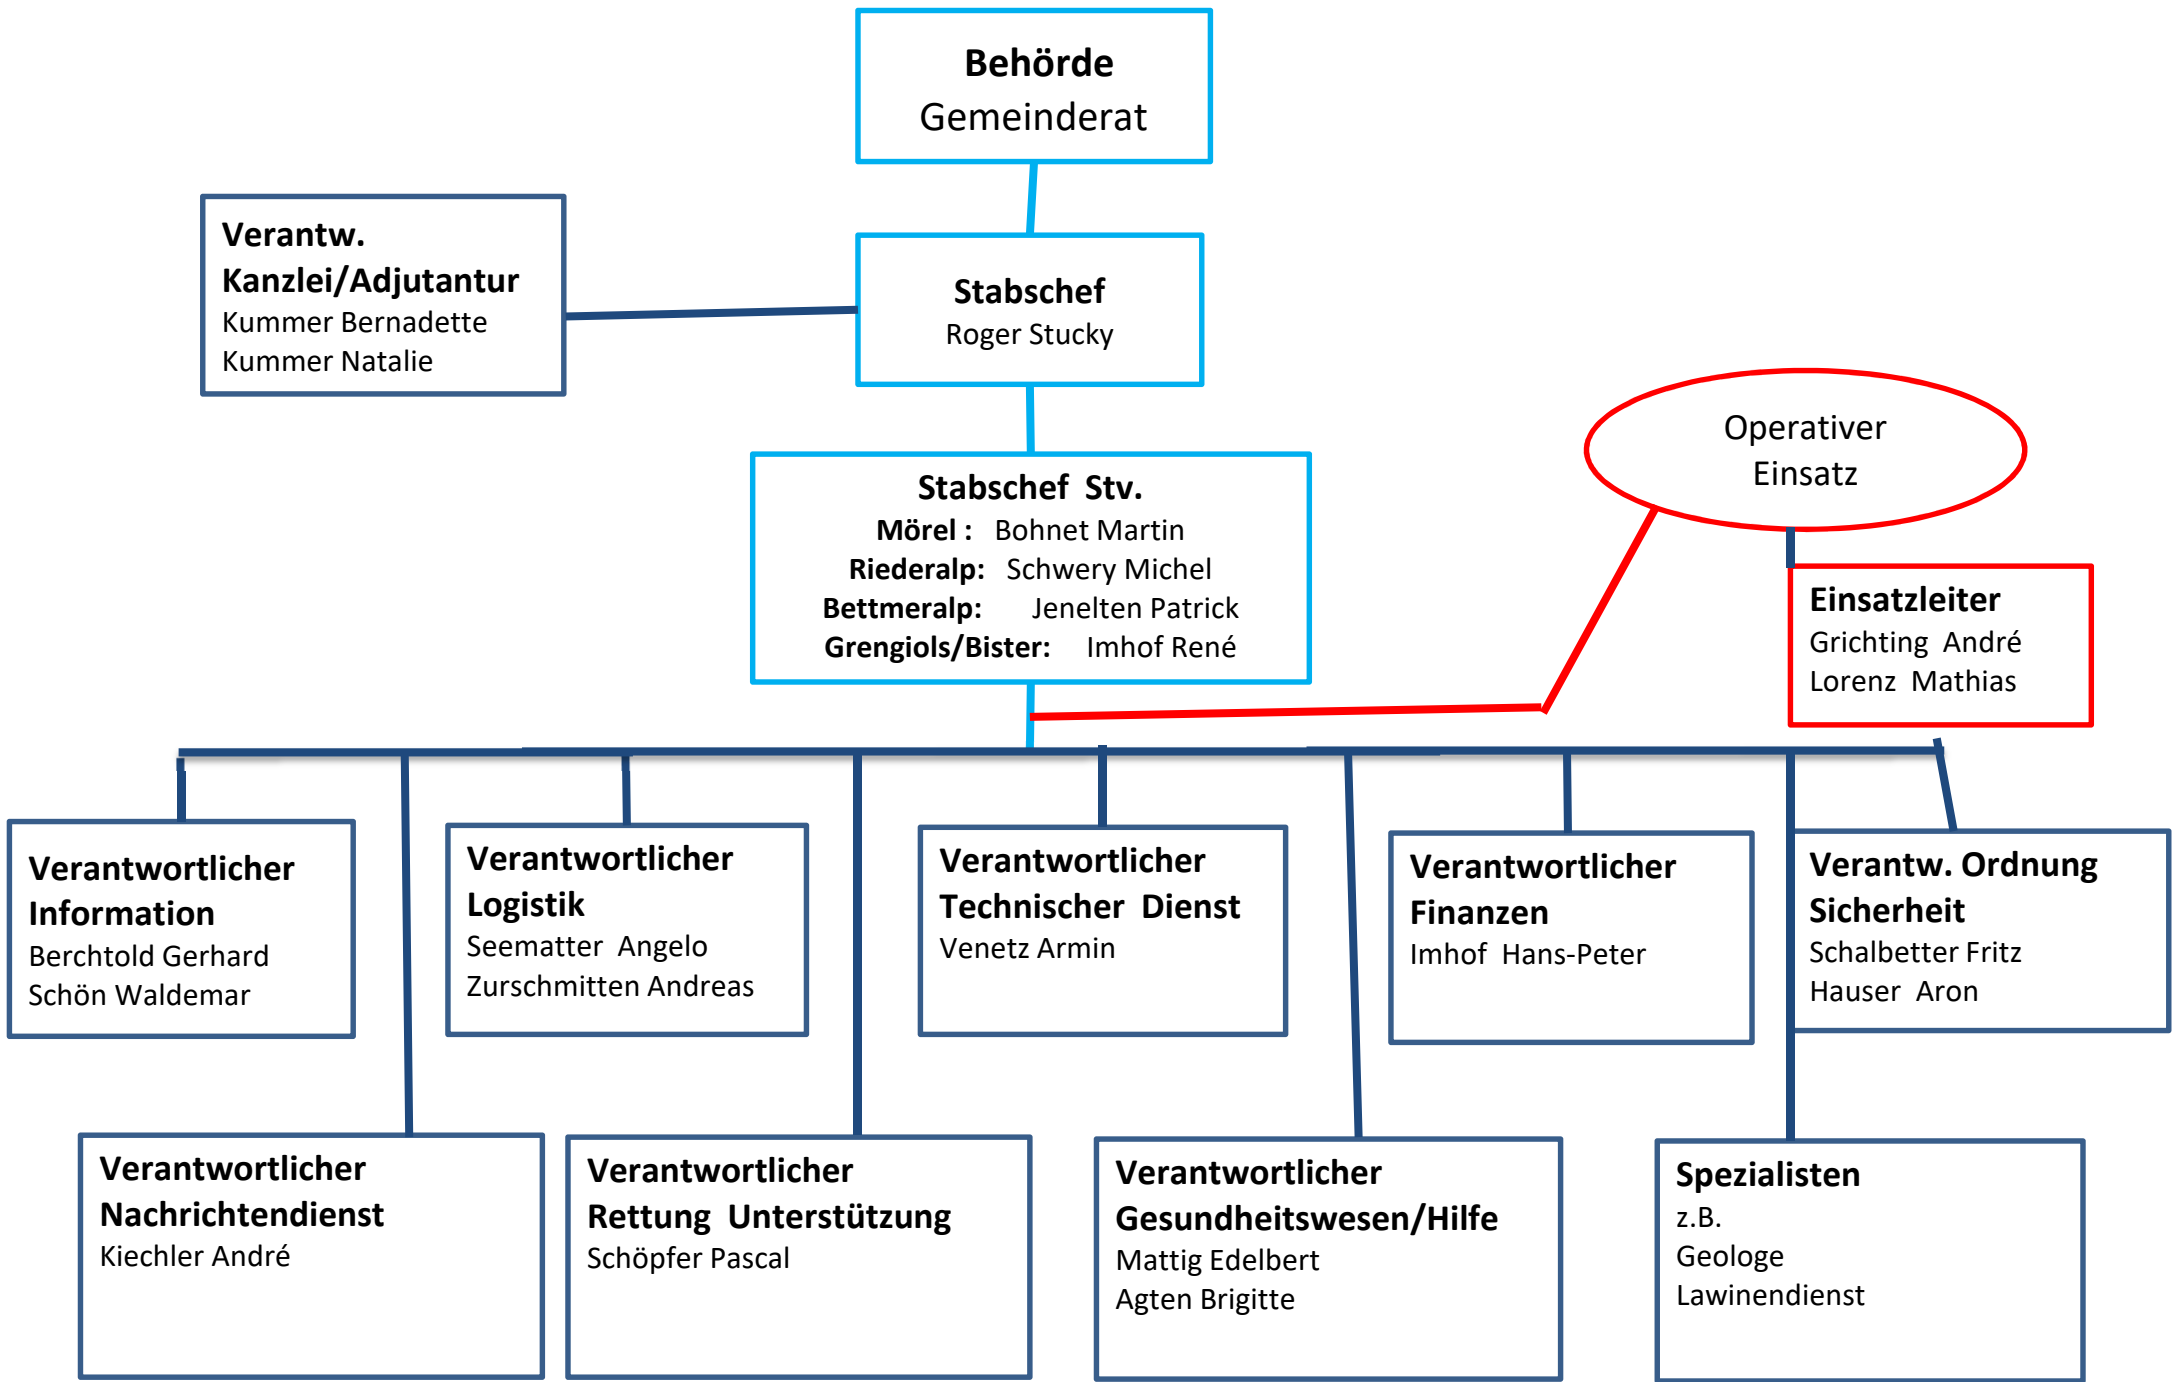 Behörde
Gemeinderat
Verantw.
Kanzlei/Adjutantur
Kummer Bernadette
Kummer Natalie
Stabschef
Roger Stucky
Stabschef Stv.
Mörel : Bohnet Martin
Riederalp: Schwery Michel
Bettmeralp: Jenelten Patrick
Grengiols/Bister: Imhof René
Operativer
Einsatz
Einsatzleiter
Grichting André
Lorenz Mathias
Verantwortlicher
Information
Berchtold Gerhard
Schön Waldemar
Verantwortlicher
Logistik
Seematter Angelo
Zurschmitten Andreas
Verantwortlicher
Technischer Dienst
Venetz Armin
Verantwortlicher
Finanzen
Imhof Hans-Peter
Verantw. Ordnung
Sicherheit
Schalbetter Fritz
Hauser Aron
Verantwortlicher
Nachrichtendienst
Kiechler André
Verantwortlicher
Rettung Unterstützung
Schöpfer Pascal
Verantwortlicher
Gesundheitswesen/Hilfe
Mattig Edelbert
Agten Brigitte
Spezialisten
z.B.
Geologe
Lawinendienst